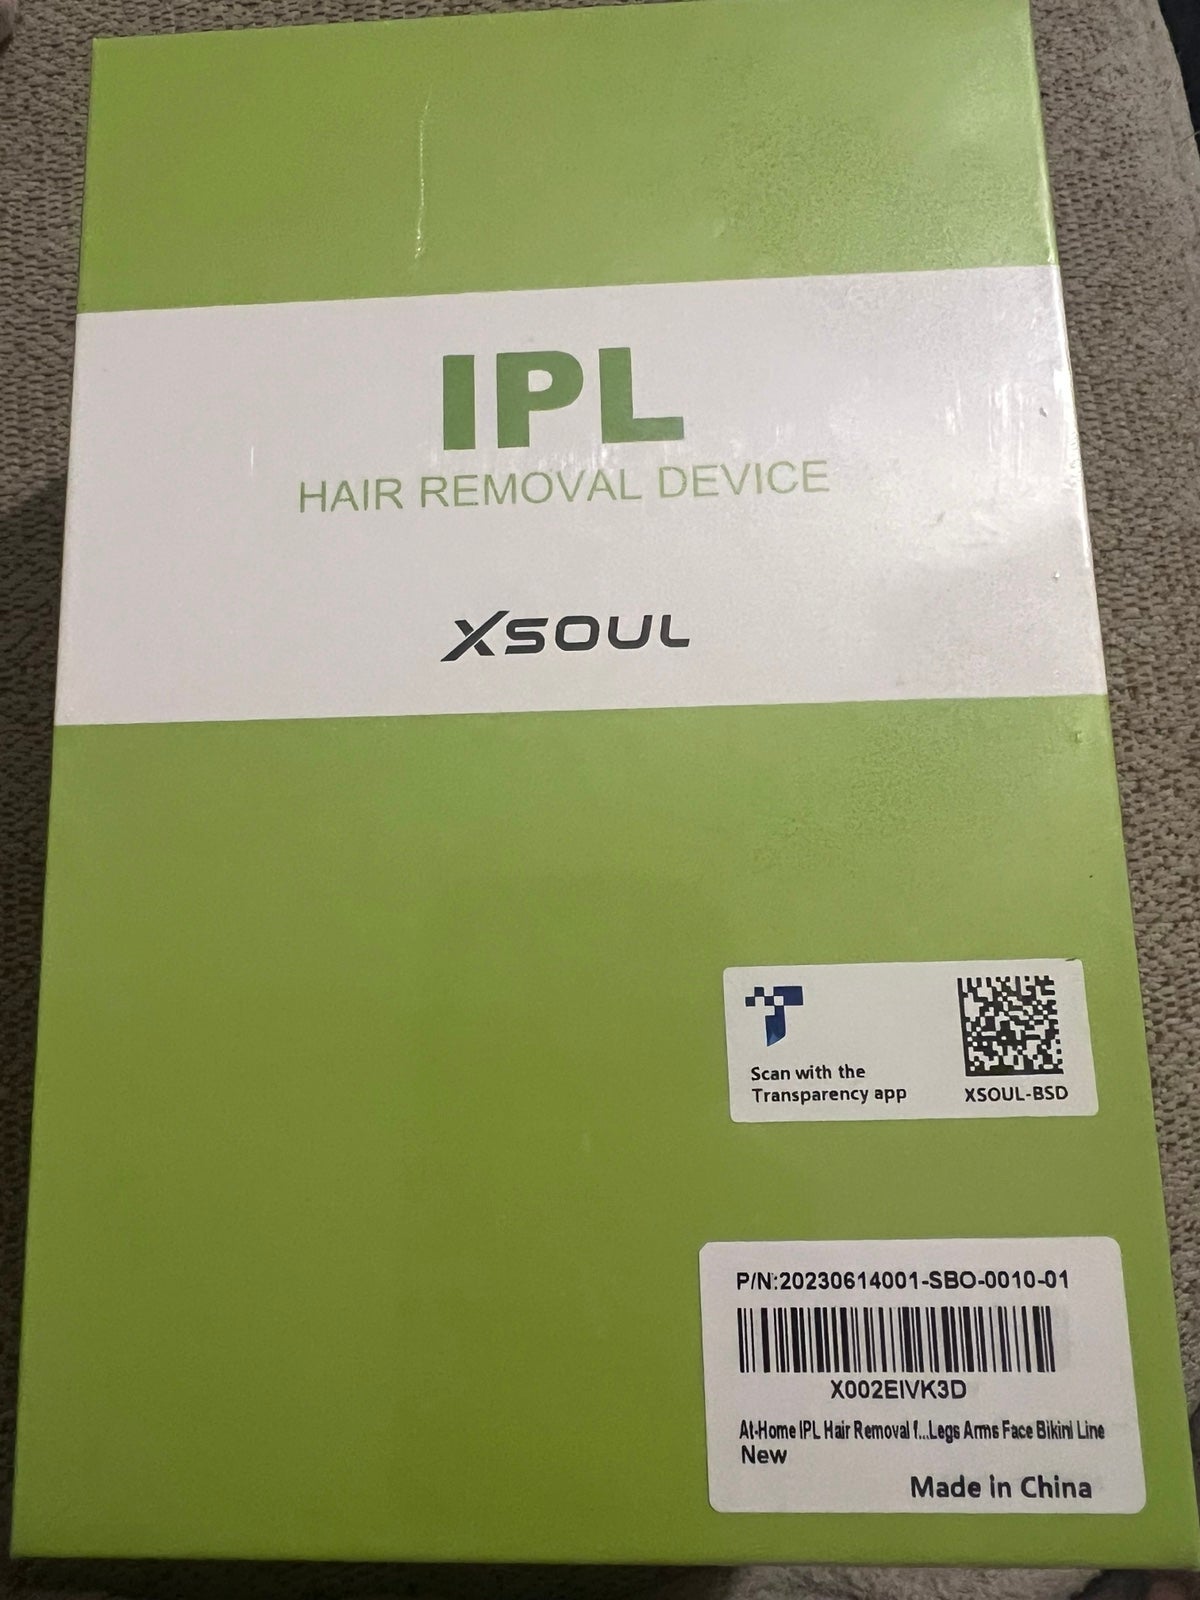 IPL
HAIR REMOVAL DEVICE
XSOUL
Scan with the
Transparency app
XSOUL-BSD
P/N:20230614001-SBO-0010-01
X002EIVK3D
At-Home IPL Hair Removal f...Legs Arms Face Bikini Line
New
Made in China